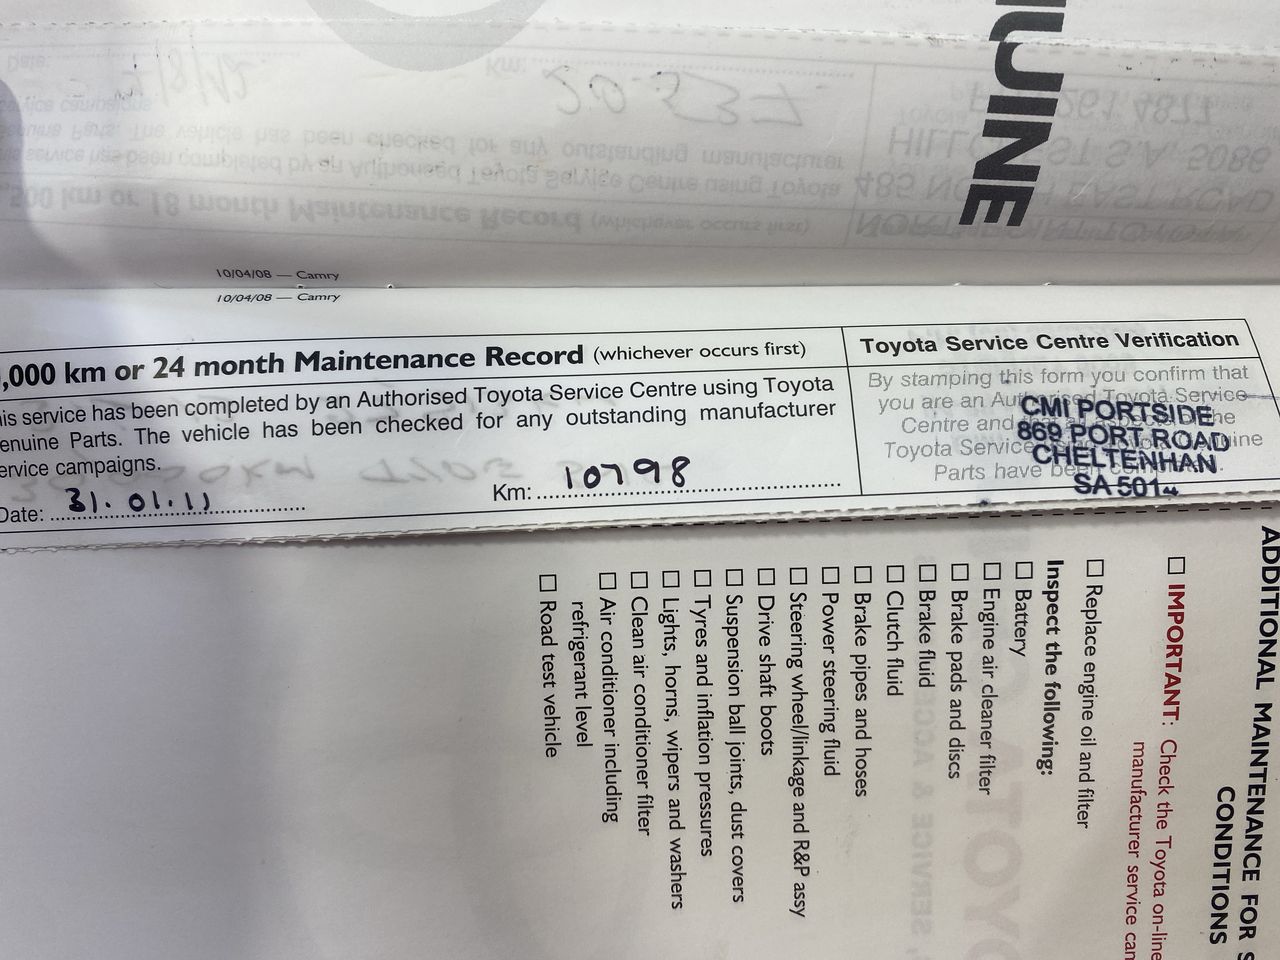 NUINE
10/04/08 — Camry
10/04/08 — Camry
,000 km or 24 month Maintenance Record (whichever occurs first)
his service has been completed by an Authorised Toyota Service Centre using Toyota
enuine Parts. The vehicle has been checked for any outstanding manufacturer
ervice campaigns.
Date: 31.01.11
Km: 10798
Toyota Service Centre Verification
By stamping this form you confirm that
you are an Authorised Toyota Service
Centre and
Toyota Service
Parts have been
CMI PORTSIDE
869 PORT ROAD
CHELTENHAN
SA 5014
ADDITIONAL MAINTENANCE FOR S
CONDITIONS
☐ IMPORTANT: Check the Toyota on-line
manufacturer service can
☐ Replace engine oil and filter
Inspect the following:
☐ Battery
☐ Engine air cleaner filter
☐ Brake pads and discs
☐ Brake fluid
☐ Clutch fluid
☐ Brake pipes and hoses
☐ Power steering fluid
☐ Steering wheel/linkage and R&P assy
☐ Drive shaft boots
☐ Suspension ball joints, dust covers
☐ Tyres and inflation pressures
☐ Lights, horns, wipers and washers
☐ Clean air conditioner filter
☐ Air conditioner including
refrigerant level
☐ Road test vehicle